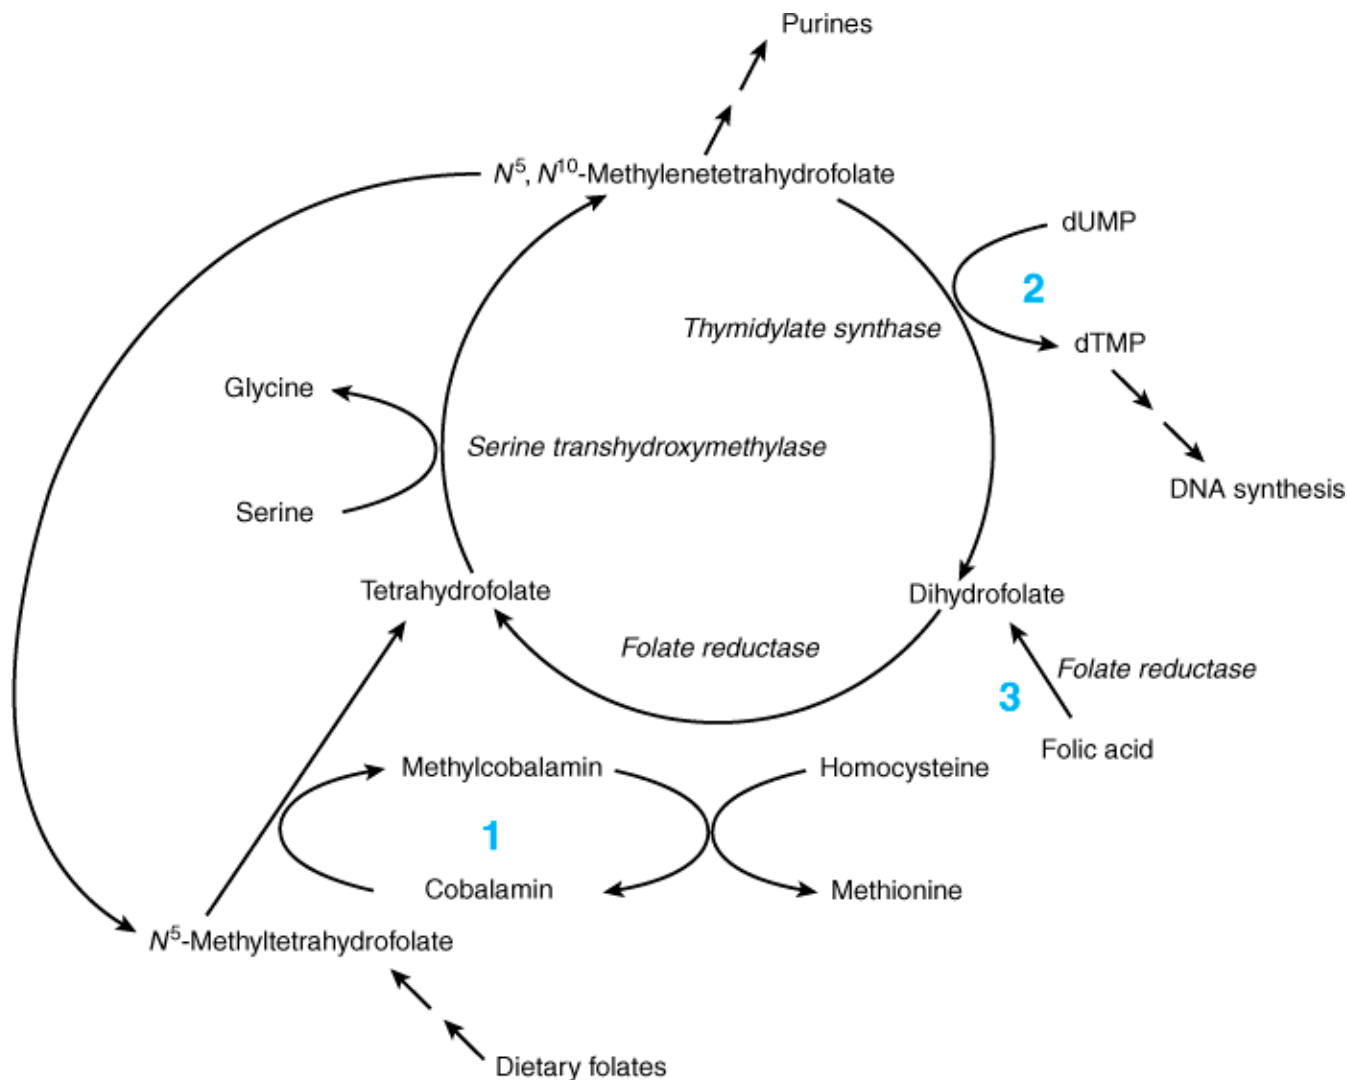 Purines
N⁵, N¹⁰-Methylenetetrahydrofolate
dUMP
2
Thymidylate synthase
dTMP
Glycine
Serine transhydroxymethylase
DNA synthesis
Serine
Tetrahydrofolate
Dihydrofolate
Folate reductase
Folate reductase
3
Folic acid
Methylcobalamin
Homocysteine
1
Cobalamin
Methionine
N⁵-Methyltetrahydrofolate
Dietary folates